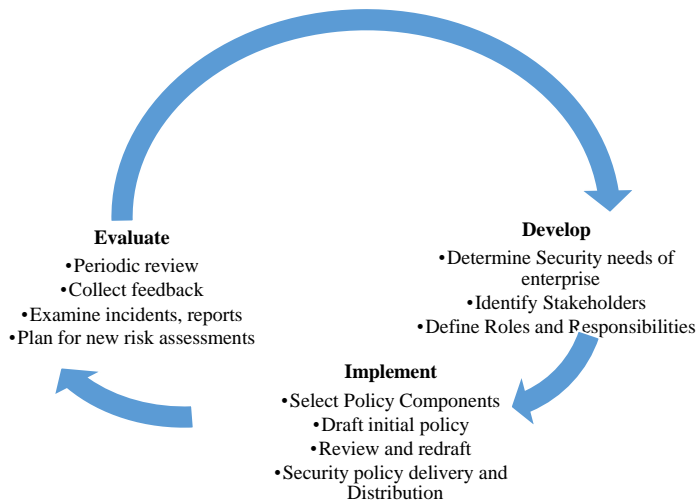 Evaluate
•Periodic review
•Collect feedback
•Examine incidents, reports
•Plan for new risk assessments
Develop
•Determine Security needs of
enterprise
•Identify Stakeholders
•Define Roles and Responsibilities
Implement
•Select Policy Components
•Draft initial policy
•Review and redraft
•Security policy delivery and
Distribution